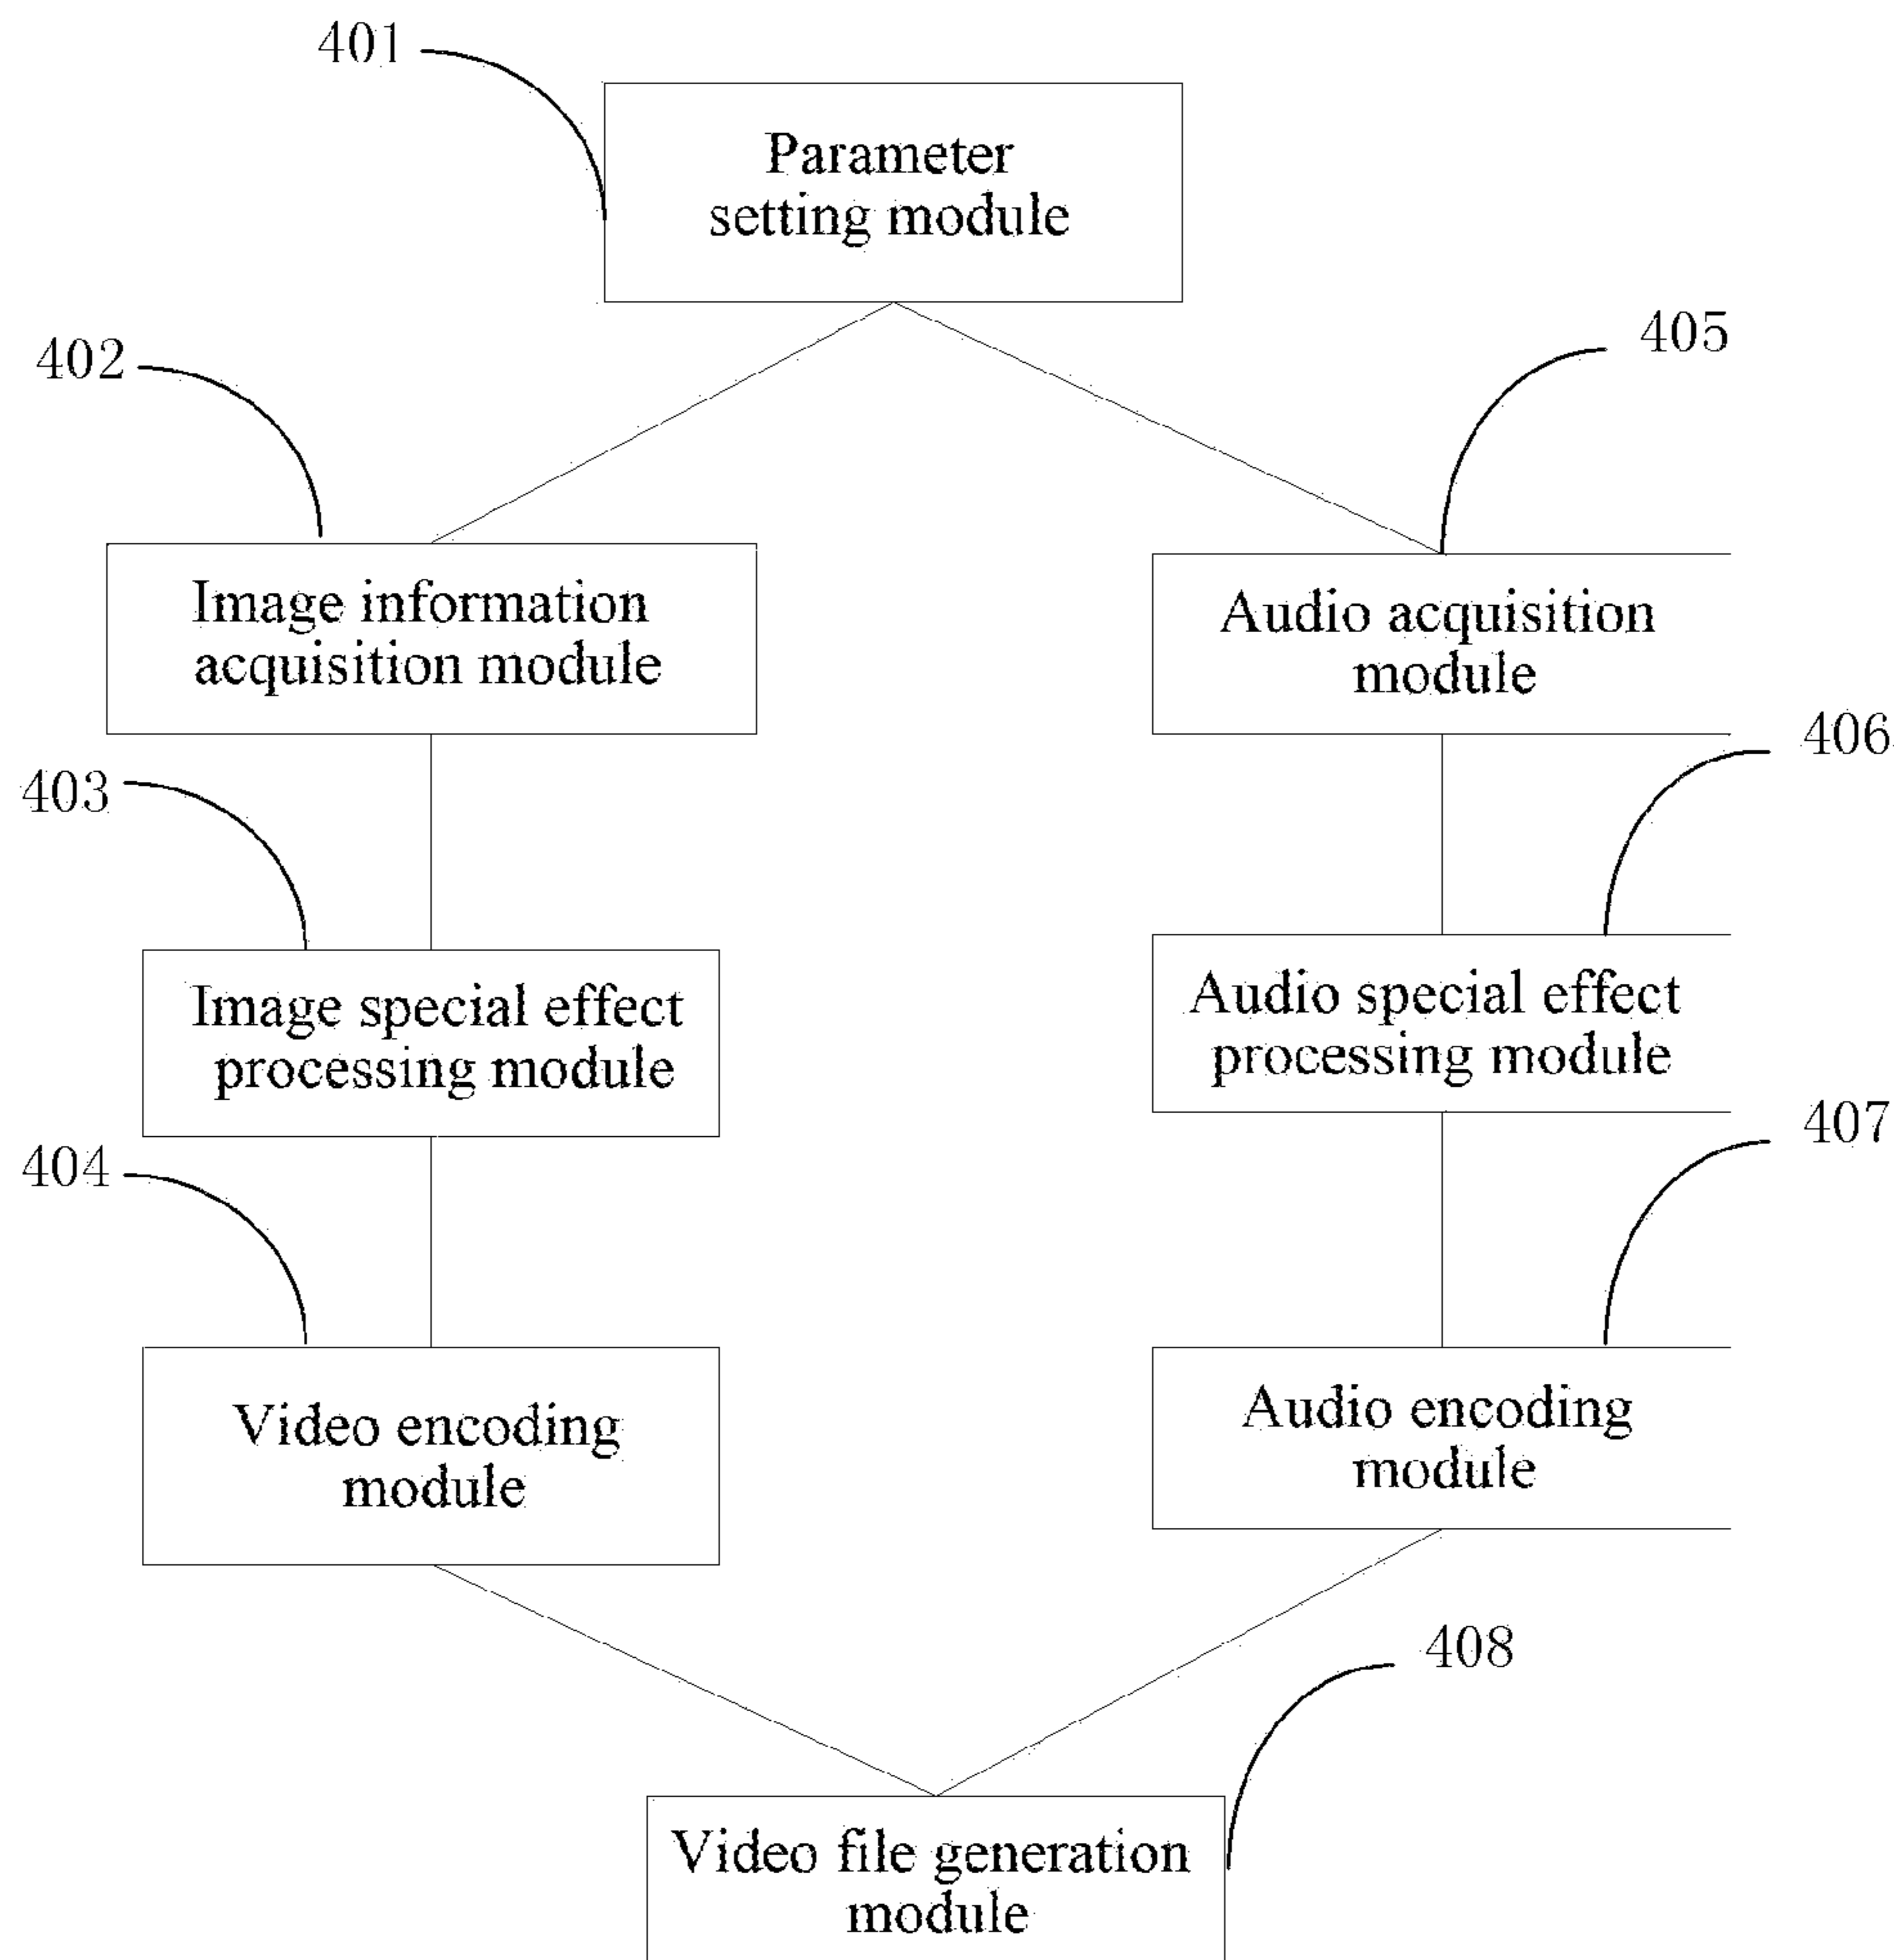 401
Parameter
setting module
402
405
Image information
acquisition module
Audio acquisition
module
403
406
Image special effect
processing module
Audio special effect
processing module
404
407
Video encoding
module
Audio encoding
module
408
Video file generation
module